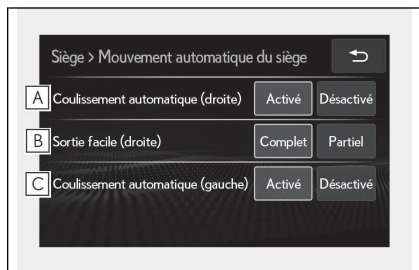 Siège > Mouvement automatique du siège
A Coulissement automatique (droite) Activé Désactivé
B Sortie facile (droite) Complet Partiel
C Coulissement automatique (gauche) Activé Désactivé